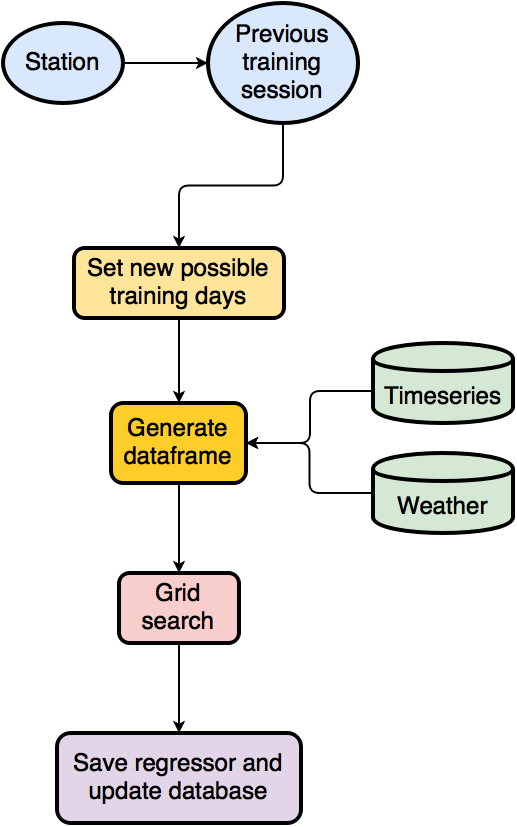 Station
Previous
training
session
Set new possible
training days
Timeseries
Generate
dataframe
Weather
Grid
search
Save regressor and
update database